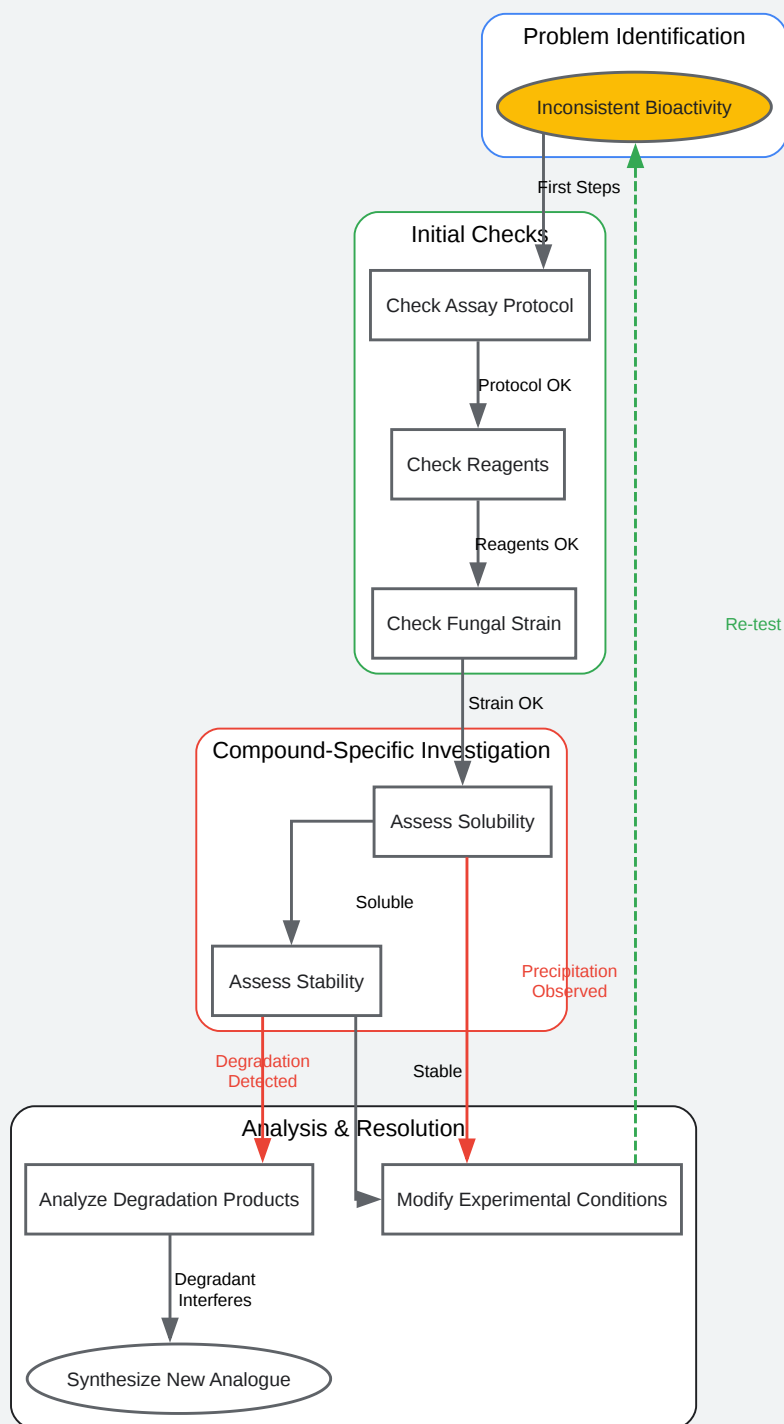 Problem Identification
Inconsistent Bioactivity
First Steps
Initial Checks
Check Assay Protocol
Protocol OK
Check Reagents
Reagents OK
Check Fungal Strain
Re-test
Strain OK
Compound-Specific Investigation
Assess Solubility
Soluble
Assess Stability
Precipitation
Observed
Degradation
Detected
Stable
Analysis & Resolution
Analyze Degradation Products
Modify Experimental Conditions
Degradant
Interferes
Synthesize New Analogue